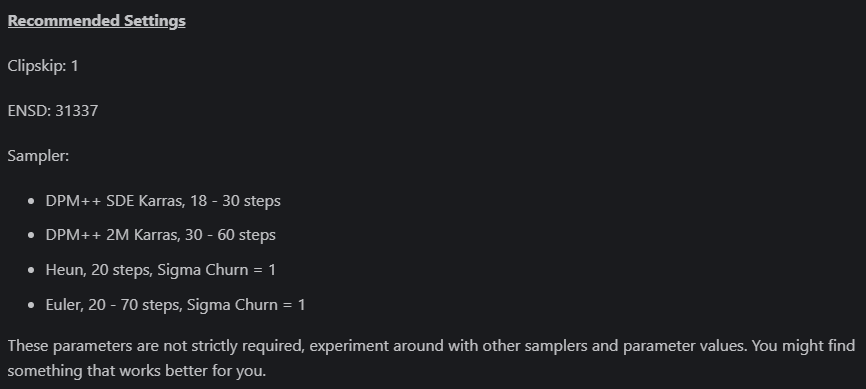 Recommended Settings
Clipskip: 1
ENSD: 31337
Sampler:
• DPM++ SDE Karras, 18 - 30 steps
• DPM++ 2M Karras, 30 - 60 steps
• Heun, 20 steps, Sigma Churn = 1
• Euler, 20 - 70 steps, Sigma Churn = 1
These parameters are not strictly required, experiment around with other samplers and parameter values. You might find
something that works better for you.